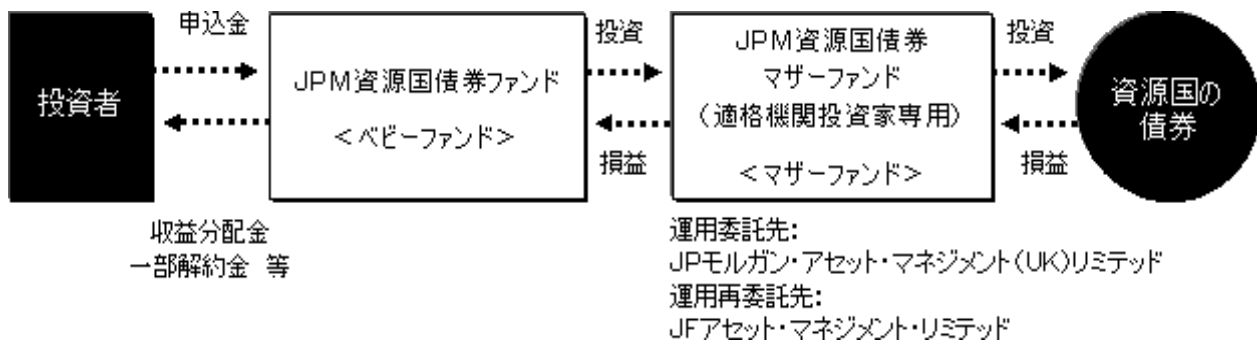 申込金
投資者
収益分配金
一部解約金 等
JPM資源国債券ファンド
＜ベビーファンド＞
投資
損益
JPM資源国債券
マザーファンド
（適格機関投資家専用）
＜マザーファンド＞
投資
損益
資源国の
債券
運用委託先：
JPモルガン・アセット・マネジメント（UK）リミテッド
運用再委託先：
JFアセット・マネジメント・リミテッド